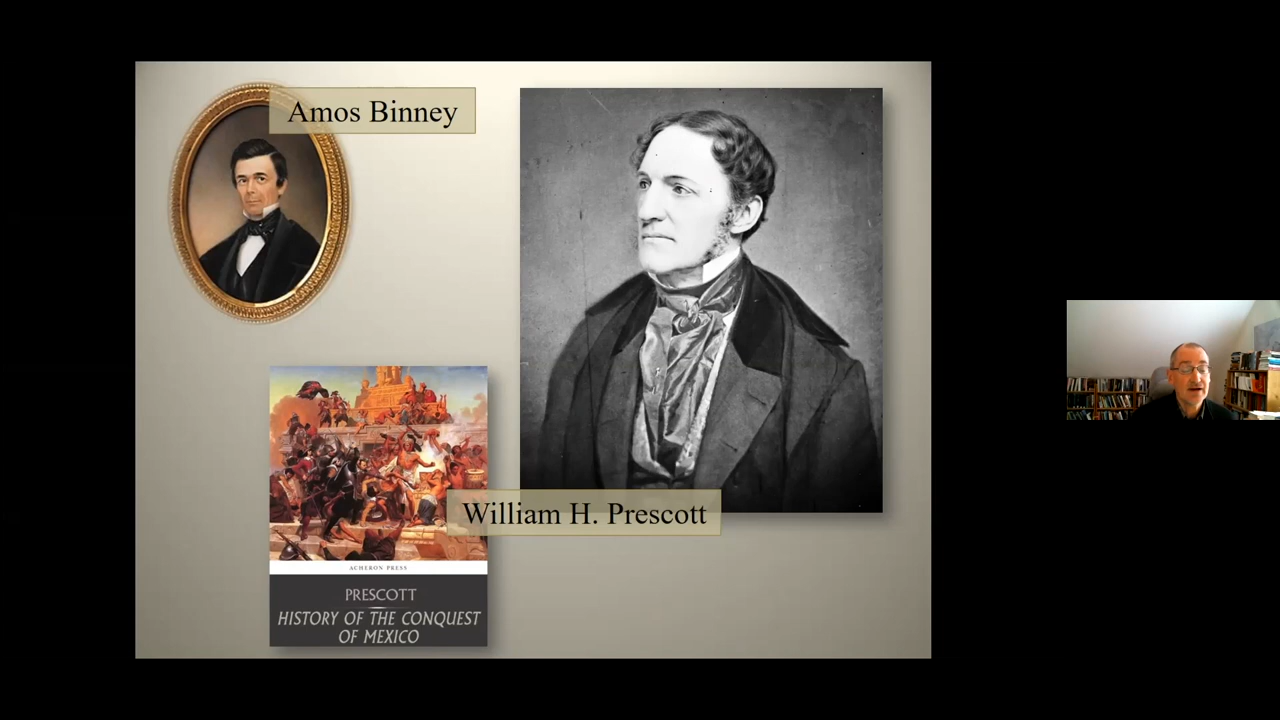 Amos Binney
William H. Prescott
ACHERON PRESS
PRESCOTT
HISTORY OF THE CONQUEST
OF MEXICO